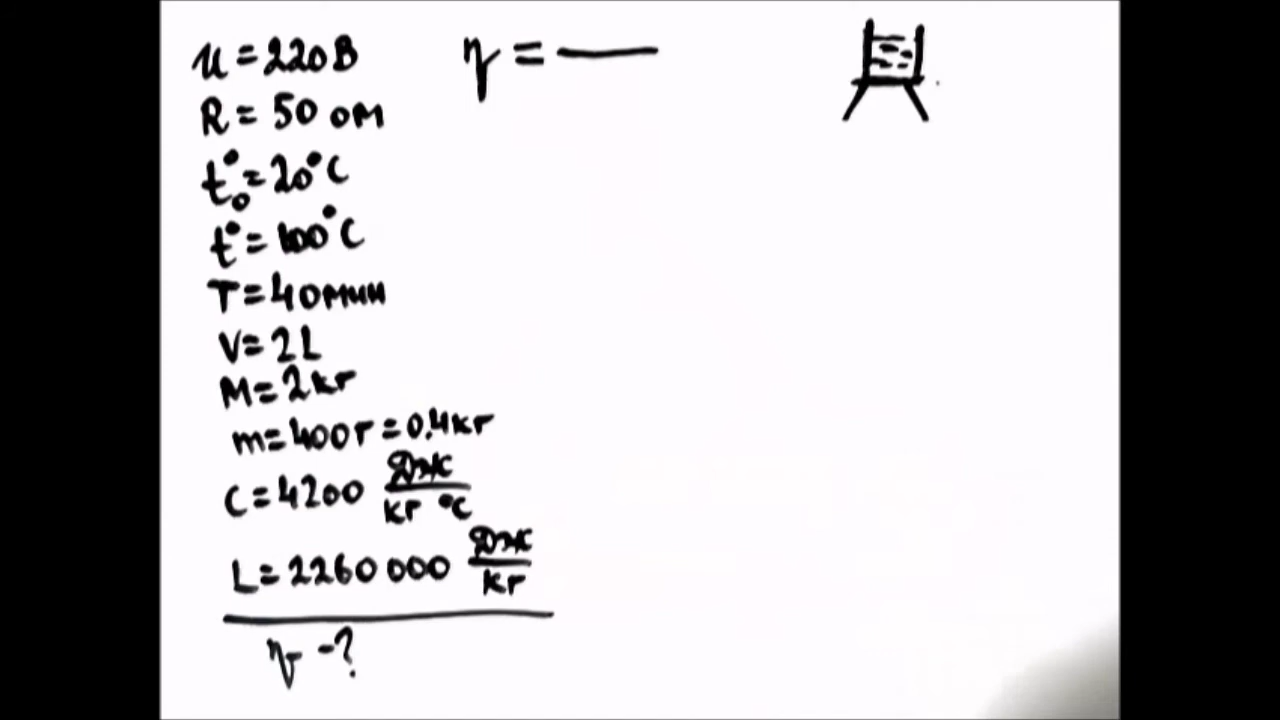 U = 220В
η = —
R = 50 ом
t₀° = 20°C
t° = 100°C
T = 40мин
V = 2L
M = 2кг
m = 400г = 0.4кг
C = 4200 Дж/кг °C
L = 2260 000 Дж/кг
η - ?